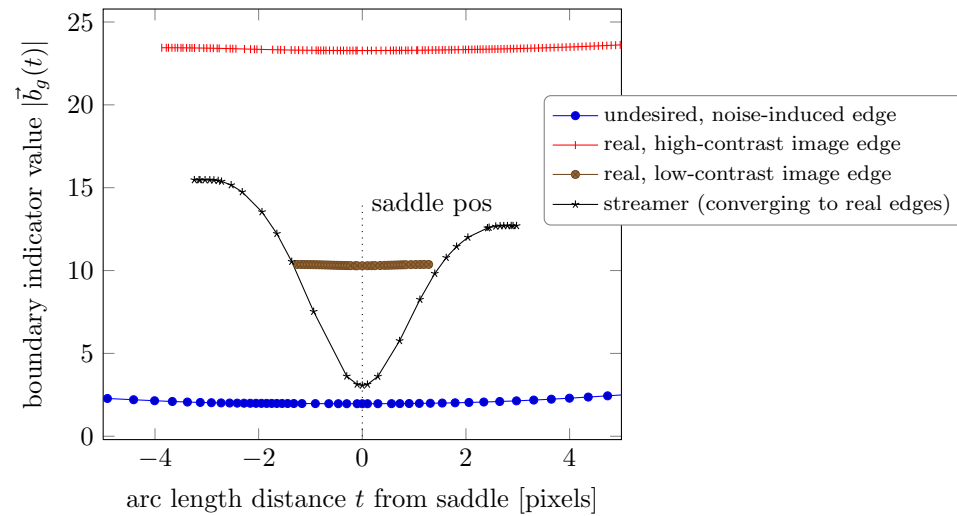 25
20
15
10
5
0
−4
−2
0
2
4
boundary indicator value |b⃗_g(t)|
arc length distance t from saddle [pixels]
saddle pos
undesired, noise-induced edge
real, high-contrast image edge
real, low-contrast image edge
streamer (converging to real edges)